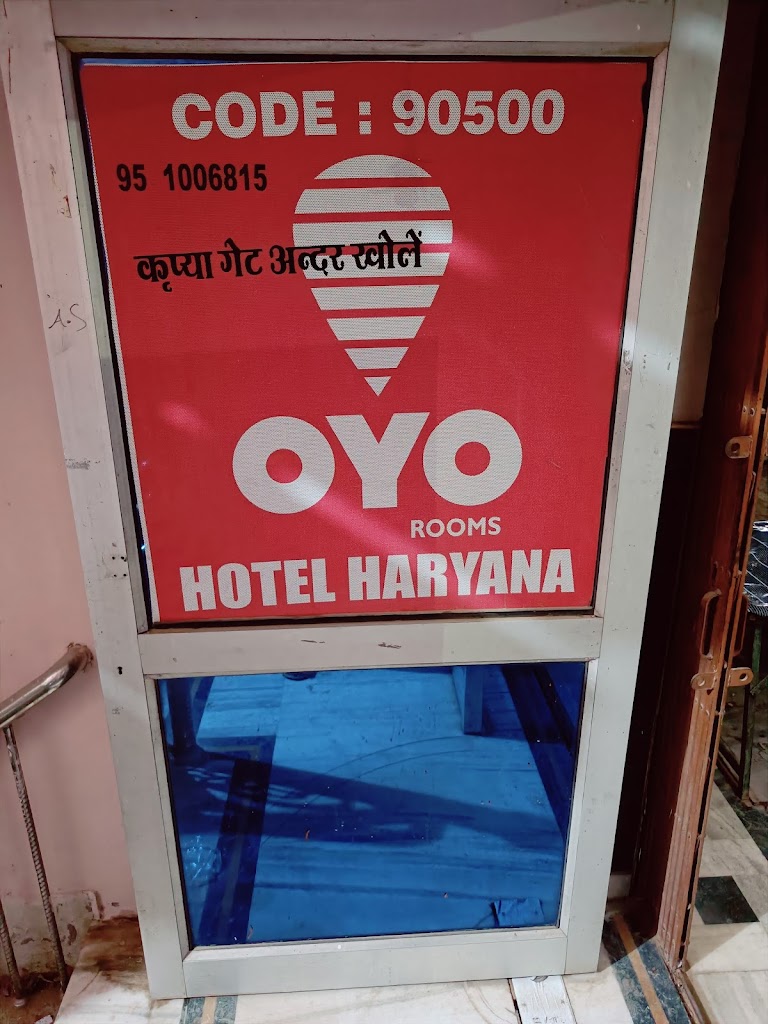 CODE : 90500
95 1006815
कृप्या गेट अन्दर खोलें
OYO
ROOMS
HOTEL HARYANA
A.S